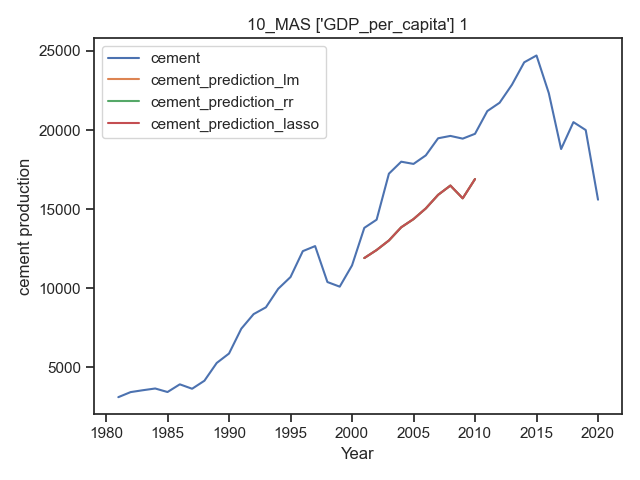 10_MAS ['GDP_per_capita'] 1
25000
20000
15000
10000
5000
cement production
cement
cement_prediction_lm
cement_prediction_rr
cement_prediction_lasso
1980 1985 1990 1995 2000 2005 2010 2015 2020
Year